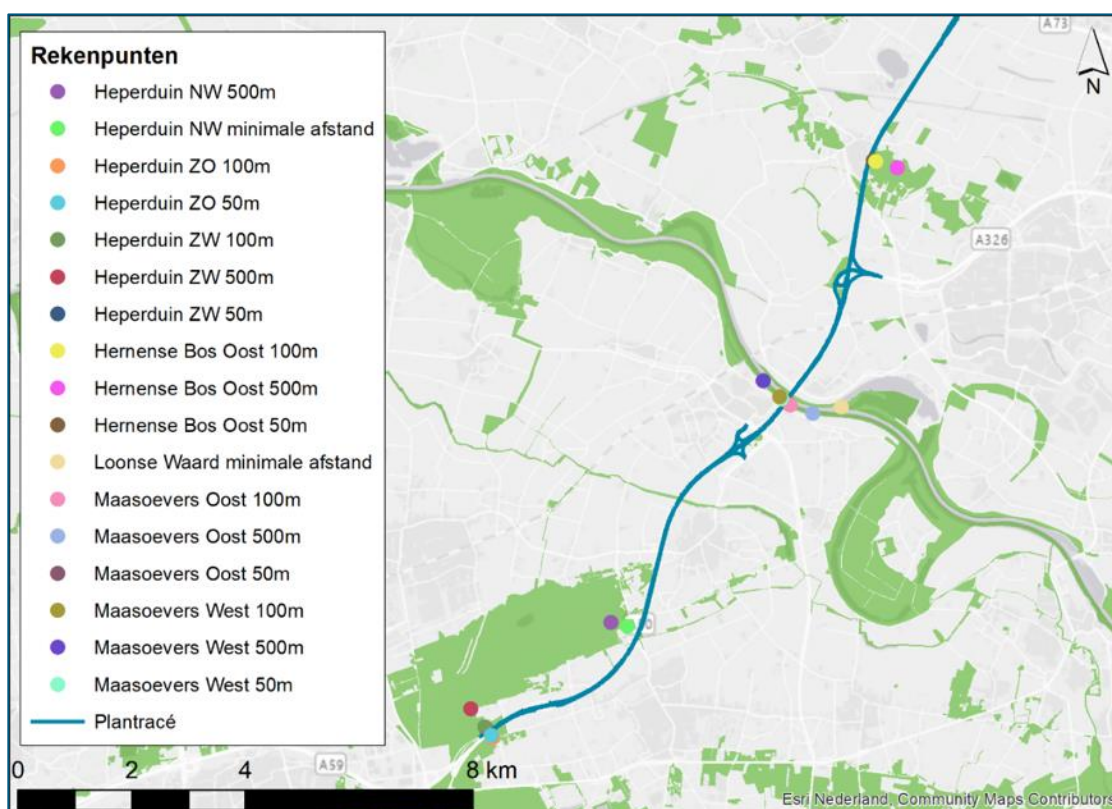 Rekenpunten
Heperduin NW 500m
Heperduin NW minimale afstand
Heperduin ZO 100m
Heperduin ZO 50m
Heperduin ZW 100m
Heperduin ZW 500m
Heperduin ZW 50m
Hernense Bos Oost 100m
Hernense Bos Oost 500m
Hernense Bos Oost 50m
Loonse Waard minimale afstand
Maasoevers Oost 100m
Maasoevers Oost 500m
Maasoevers Oost 50m
Maasoevers West 100m
Maasoevers West 500m
Maasoevers West 50m
Plantracé
A73
N
A326
A59
0 2 4 8 km
Esri Nederland, Community Maps Contributors